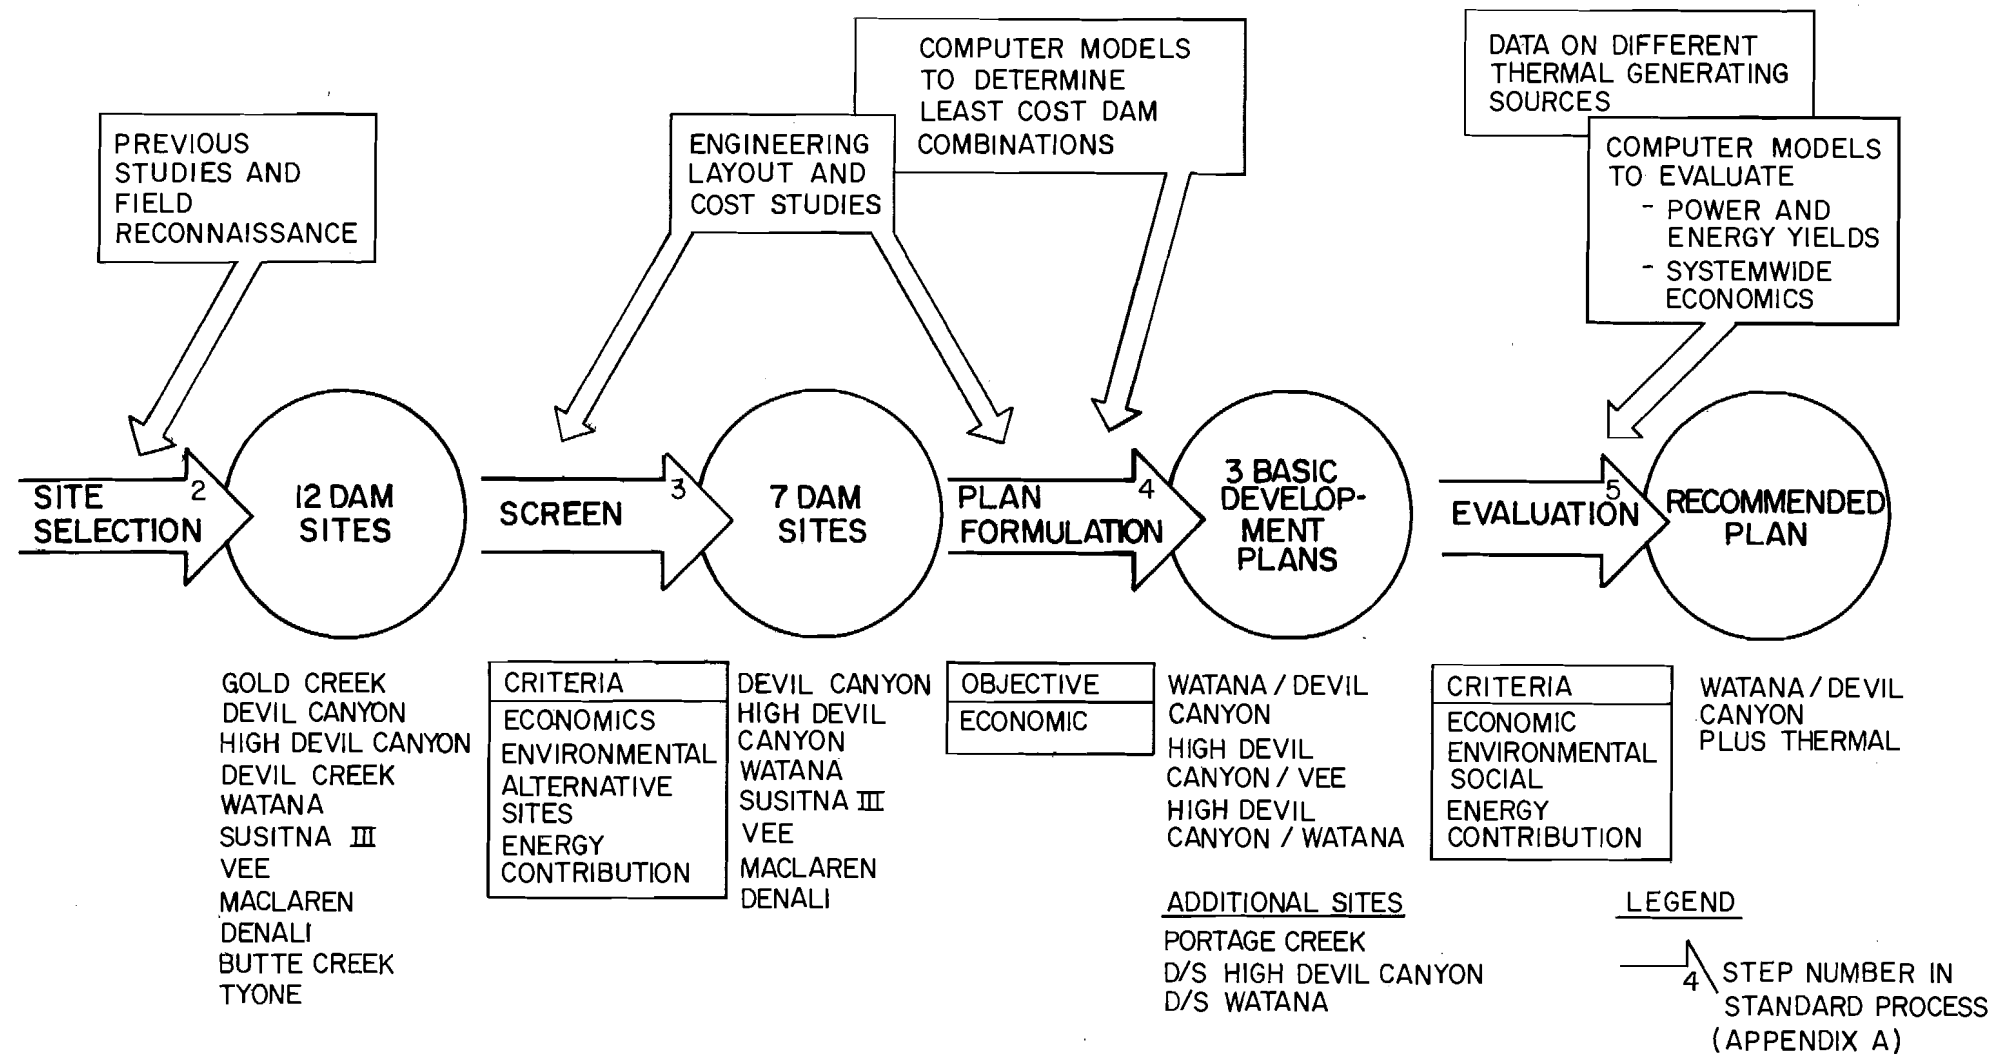 PREVIOUS
STUDIES AND
FIELD
RECONNAISSANCE
ENGINEERING
LAYOUT AND
COST STUDIES
COMPUTER MODELS
TO DETERMINE
LEAST COST DAM
COMBINATIONS
DATA ON DIFFERENT
THERMAL GENERATING
SOURCES
COMPUTER MODELS
TO EVALUATE
- POWER AND
ENERGY YIELDS
- SYSTEMWIDE
ECONOMICS
SITE
SELECTION
2
12 DAM
SITES
SCREEN
3
7 DAM
SITES
PLAN
FORMULATION
4
3 BASIC
DEVELOP-
MENT
PLANS
EVALUATION
5
RECOMMENDED
PLAN
GOLD CREEK
DEVIL CANYON
HIGH DEVIL CANYON
DEVIL CREEK
WATANA
SUSITNA III
VEE
MACLAREN
DENALI
BUTTE CREEK
TYONE
CRITERIA
ECONOMICS
ENVIRONMENTAL
ALTERNATIVE
SITES
ENERGY
CONTRIBUTION
DEVIL CANYON
HIGH DEVIL
CANYON
WATANA
SUSITNA III
VEE
MACLAREN
DENALI
OBJECTIVE
ECONOMIC
WATANA / DEVIL
CANYON
HIGH DEVIL
CANYON / VEE
HIGH DEVIL
CANYON / WATANA
ADDITIONAL SITES
PORTAGE CREEK
D/S HIGH DEVIL CANYON
D/S WATANA
CRITERIA
ECONOMIC
ENVIRONMENTAL
SOCIAL
ENERGY
CONTRIBUTION
WATANA / DEVIL
CANYON
PLUS THERMAL
LEGEND
4
STEP NUMBER IN
STANDARD PROCESS
(APPENDIX A)